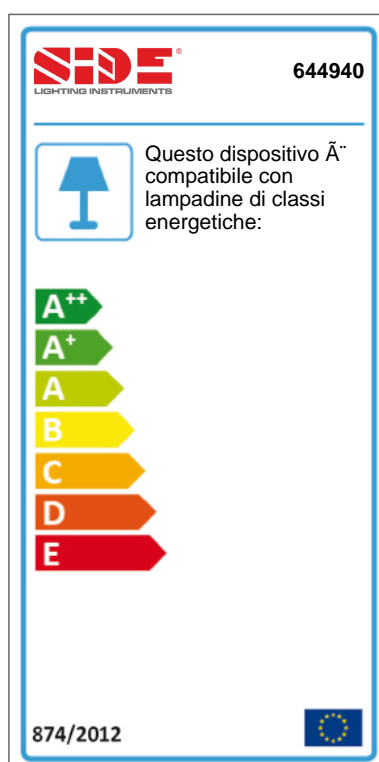 SIDE®
LIGHTING INSTRUMENTS
644940
Questo dispositivo Ã¨
compatibile con
lampadine di classi
energetiche:
A++
A+
A
B
C
D
E
874/2012